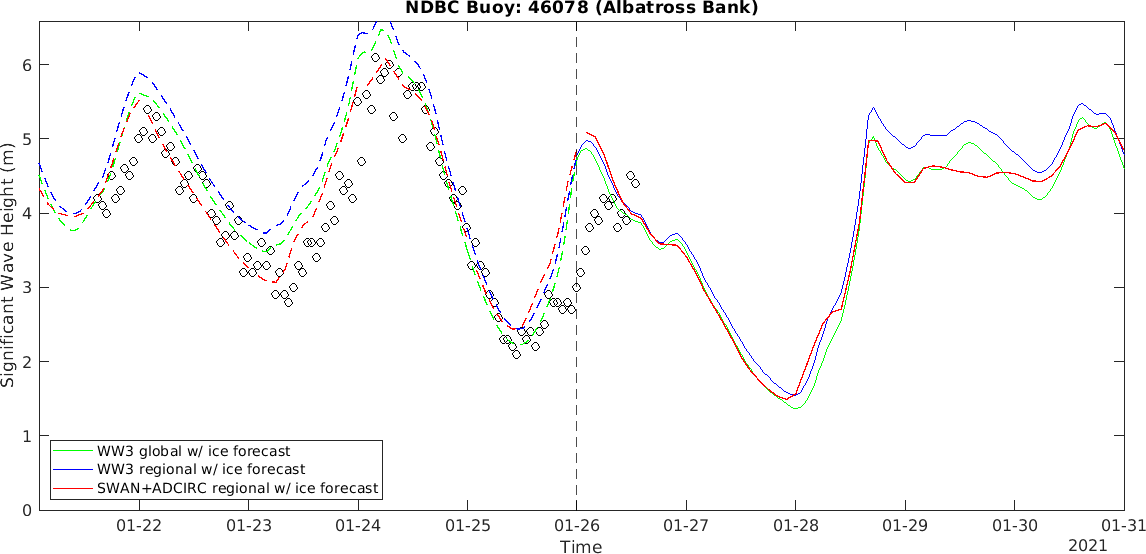 NDBC Buoy: 46078 (Albatross Bank)
Significant Wave Height (m)
6
5
4
3
2
1
0
WW3 global w/ ice forecast
WW3 regional w/ ice forecast
SWAN+ADCIRC regional w/ ice forecast
01-22 01-23 01-24 01-25 01-26 01-27 01-28 01-29 01-30 01-31
Time
2021